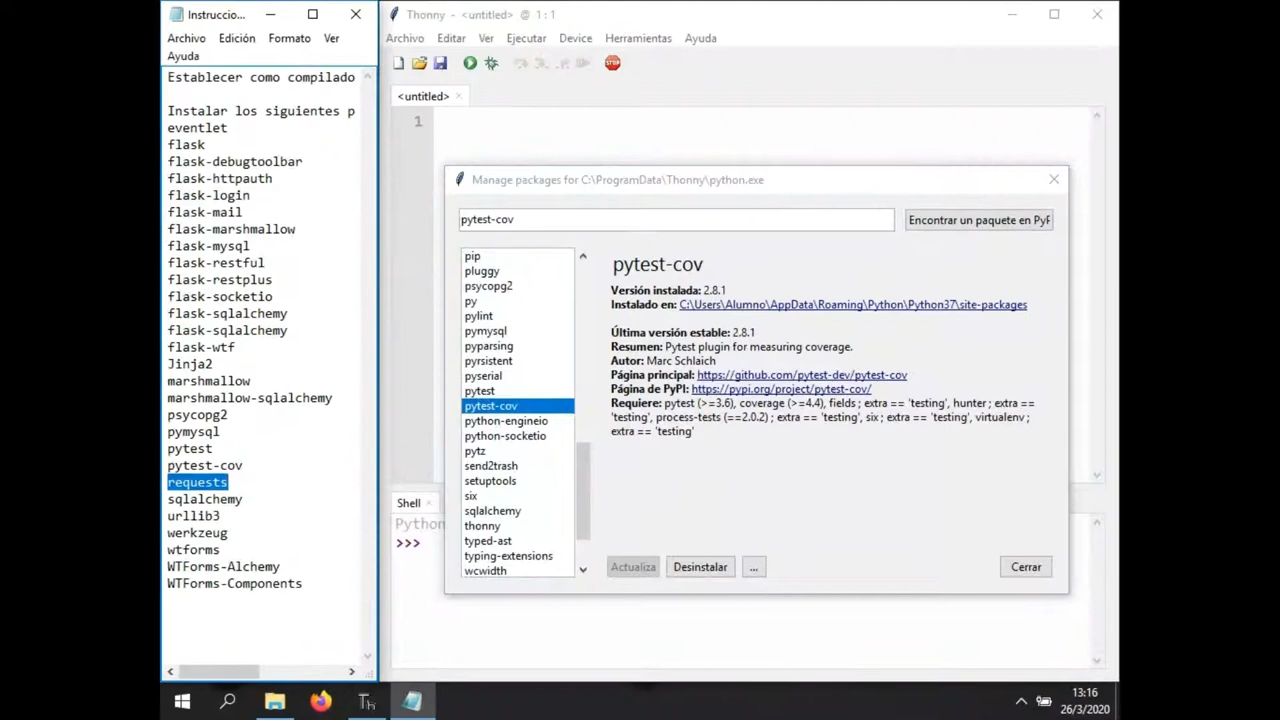 Instruccio...
Archivo Edición Formato Ver
Ayuda
Establecer como compilado
Instalar los siguientes p
eventlet
flask
flask-debugtoolbar
flask-httpauth
flask-login
flask-mail
flask-marshmallow
flask-mysql
flask-restful
flask-restplus
flask-socketio
flask-sqlalchemy
flask-sqlalchemy
flask-wtf
Jinja2
marshmallow
marshmallow-sqlalchemy
psycopg2
pymysql
pytest
pytest-cov
requests
sqlalchemy
urllib3
werkzeug
wtforms
WTForms-Alchemy
WTForms-Components
Thonny - <untitled> @ 1 : 1
Archivo Editar Ver Ejecutar Device Herramientas Ayuda
STOP
<untitled>
1
Manage packages for C:\ProgramData\Thonny\python.exe
pytest-cov
Encontrar un paquete en PyP
pip
pluggy
psycopg2
py
pylint
pymysql
pyparsing
pyrsistent
pyserial
pytest
pytest-cov
python-engineio
python-socketio
pytz
send2trash
setuptools
six
sqlalchemy
thonny
typed-ast
typing-extensions
wcwidth
pytest-cov
Versión instalada: 2.8.1
Instalado en: C:\Users\Alumno\AppData\Roaming\Python\Python37\site-packages
Última versión estable: 2.8.1
Resumen: Pytest plugin for measuring coverage.
Autor: Marc Schlaich
Página principal: https://github.com/pytest-dev/pytest-cov
Página de PyPI: https://pypi.org/project/pytest-cov/
Requiere: pytest (>=3.6), coverage (>=4.4), fields ; extra == 'testing', hunter ; extra ==
'testing', process-tests (==2.0.2) ; extra == 'testing', six ; extra == 'testing', virtualenv ;
extra == 'testing'
Actualiza Desinstalar ... Cerrar
Shell
Python
>>>
Th
13:16
26/3/2020